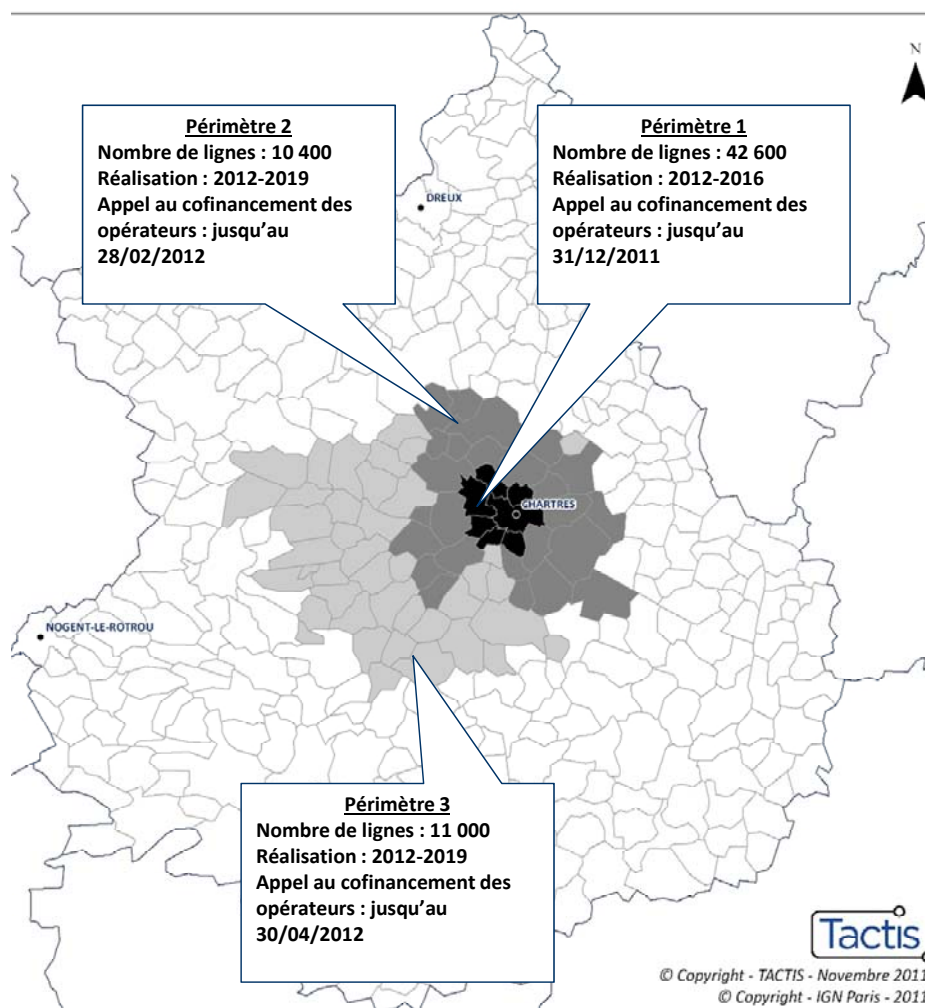 N
Périmètre 2
Nombre de lignes : 10 400
Réalisation : 2012-2019
Appel au cofinancement des
opérateurs : jusqu'au
28/02/2012
Périmètre 1
Nombre de lignes : 42 600
Réalisation : 2012-2016
Appel au cofinancement des
opérateurs : jusqu'au
31/12/2011
DREUX
CHARTRES
NOGENT-LE-ROTROU
Périmètre 3
Nombre de lignes : 11 000
Réalisation : 2012-2019
Appel au cofinancement des
opérateurs : jusqu'au
30/04/2012
Tactis
© Copyright - TACTIS - Novembre 2011
© Copyright - IGN Paris - 2011